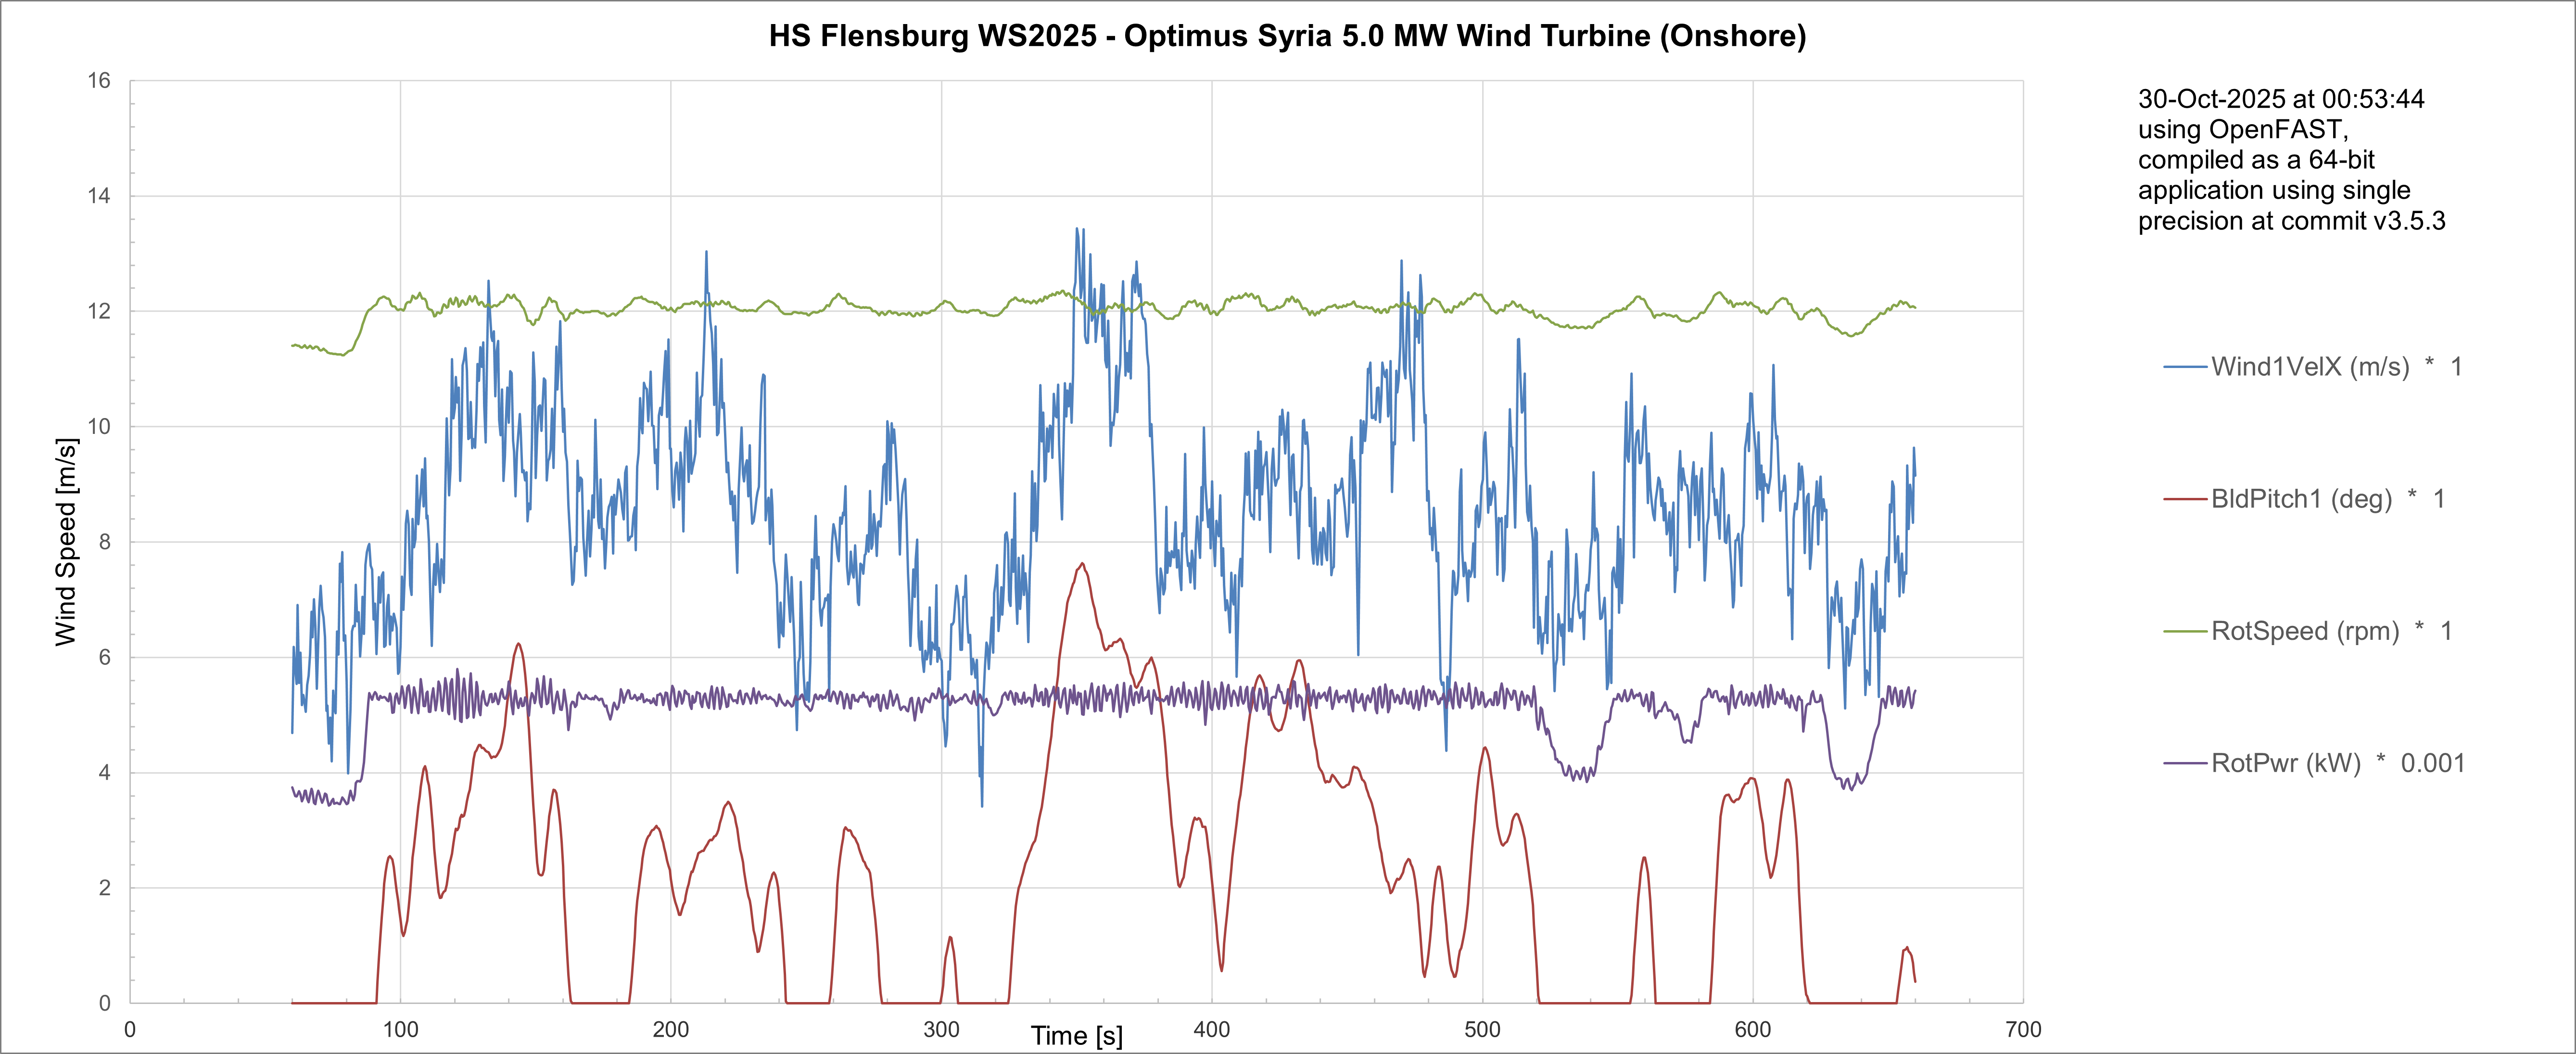 HS Flensburg WS2025 - Optimus Syria 5.0 MW Wind Turbine (Onshore)
16
14
12
10
8
6
4
2
0
Wind Speed [m/s]
0 100 200 300 400 500 600 700
Time [s]
30-Oct-2025 at 00:53:44
using OpenFAST,
compiled as a 64-bit
application using single
precision at commit v3.5.3
Wind1VelX (m/s) * 1
BldPitch1 (deg) * 1
RotSpeed (rpm) * 1
RotPwr (kW) * 0.001